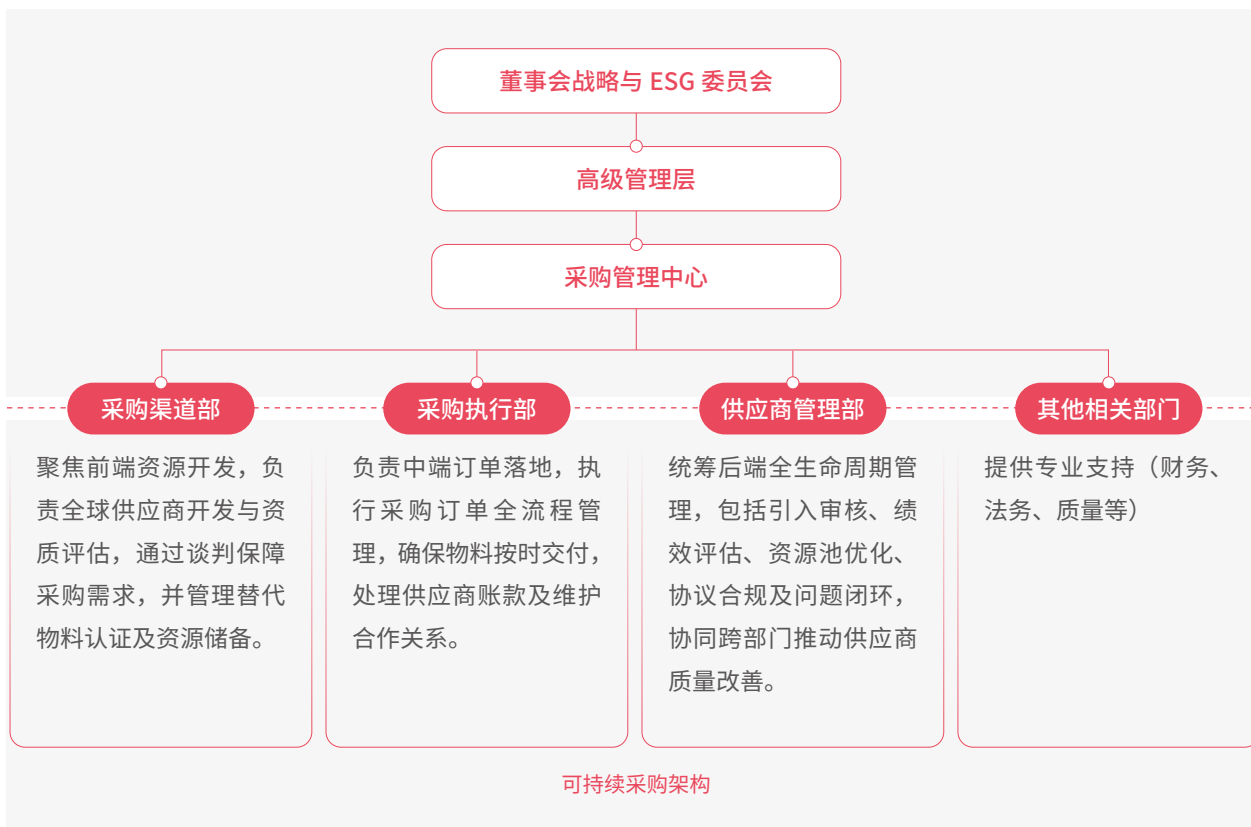 董事会战略与 ESG 委员会
高级管理层
采购管理中心
采购渠道部
聚焦前端资源开发，负
责全球供应商开发与资
质评估，通过谈判保障
采购需求，并管理替代
物料认证及资源储备。
采购执行部
负责中端订单落地，执
行采购订单全流程管
理，确保物料按时交付，
处理供应商账款及维护
合作关系。
供应商管理部
统筹后端全生命周期管
理，包括引入审核、绩
效评估、资源池优化、
协议合规及问题闭环，
协同跨部门推动供应商
质量改善。
其他相关部门
提供专业支持（财务、
法务、质量等）
可持续采购架构